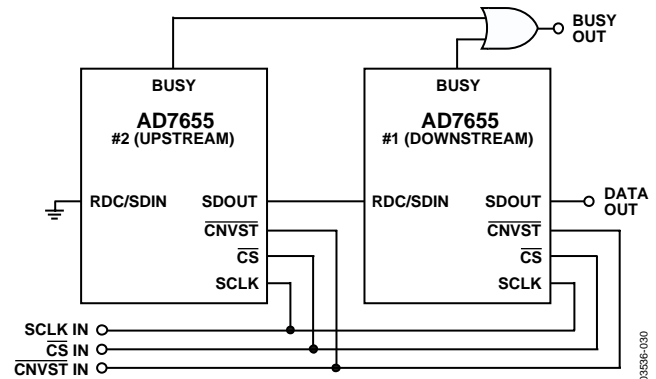 BUSY
OUT
BUSY
AD7655
#2 (UPSTREAM)
RDC/SDIN
SDOUT
CNVST
CS
SCLK
BUSY
AD7655
#1 (DOWNSTREAM)
RDC/SDIN
SDOUT
CNVST
CS
SCLK
DATA
OUT
SCLK IN
CS IN
CNVST IN
03536-030